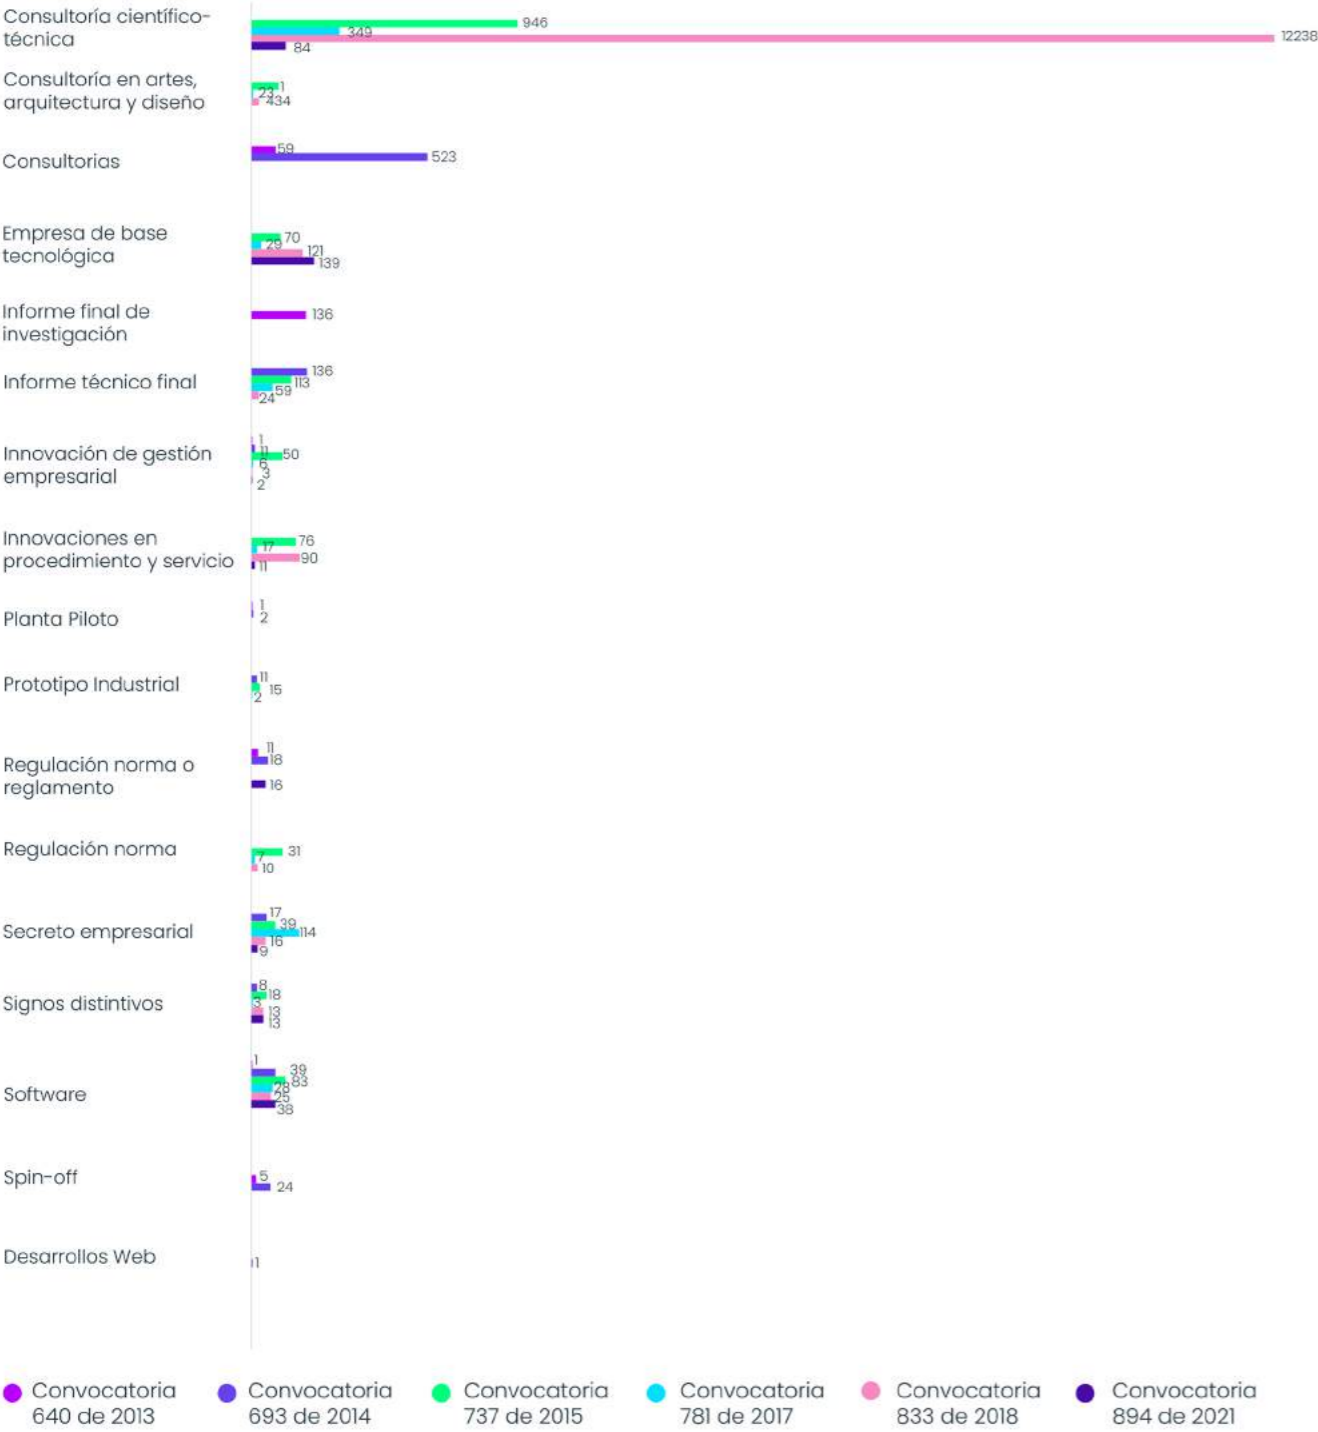 Consultoría científico-
técnica
946
349
12238
84
Consultoría en artes,
arquitectura y diseño
1
23
434
Consultorias
59
523
Empresa de base
tecnológica
70
29
121
139
Informe final de
investigación
136
Informe técnico final
136
113
59
24
Innovación de gestión
empresarial
1
11
50
6
3
2
Innovaciones en
procedimiento y servicio
76
17
90
11
Planta Piloto
1
2
Prototipo Industrial
11
15
2
Regulación norma o
reglamento
11
18
16
Regulación norma
31
7
10
Secreto empresarial
17
39
114
16
9
Signos distintivos
8
18
3
13
13
Software
1
39
83
28
25
38
Spin-off
5
24
Desarrollos Web
1
Convocatoria
640 de 2013
Convocatoria
693 de 2014
Convocatoria
737 de 2015
Convocatoria
781 de 2017
Convocatoria
833 de 2018
Convocatoria
894 de 2021